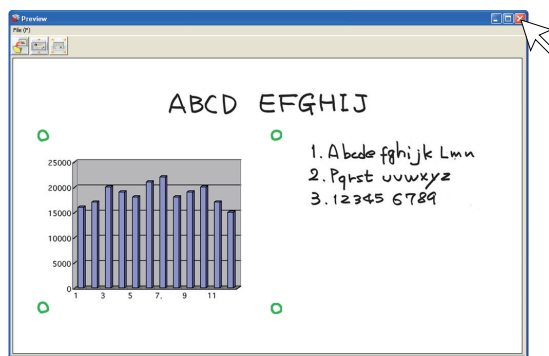 Preview
File (F)
ABCD EFGHIJ
1. Abcde fghijk Lmn
2. Pqrst uvwxyz
3. 12345 6789
25000
20000
15000
10000
5000
0
1 3 5 7. 9 11